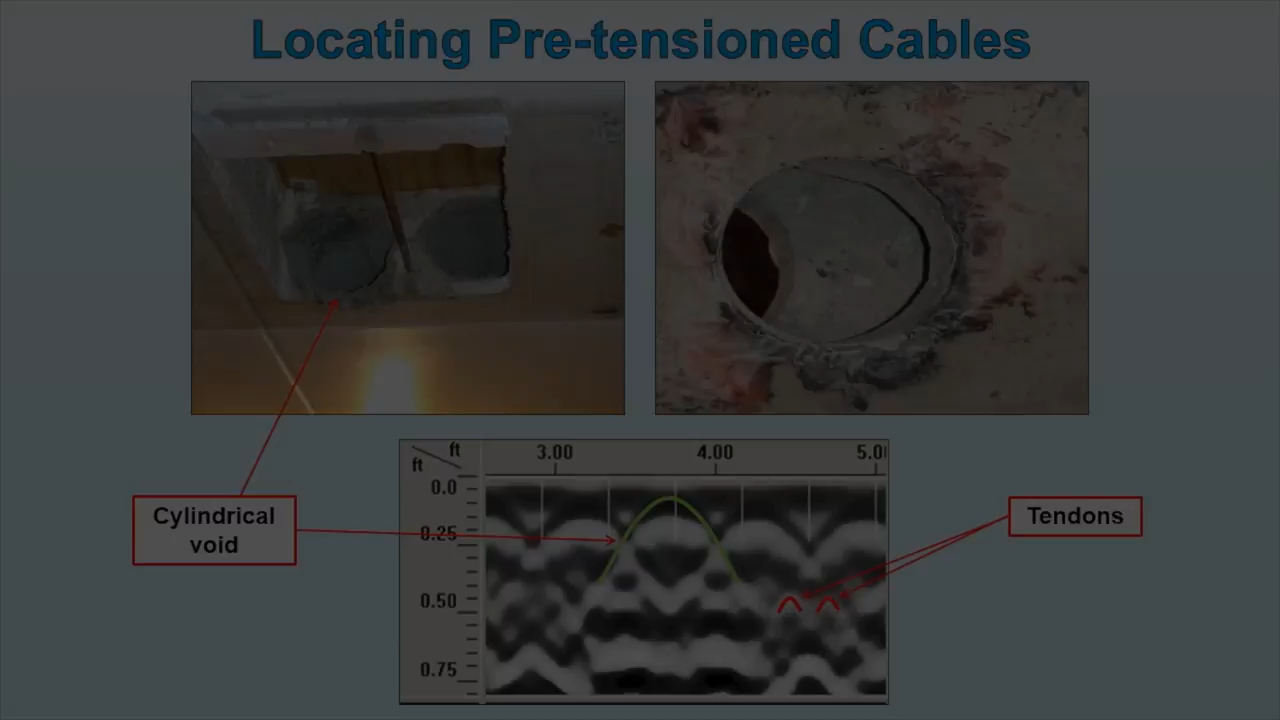 Locating Pre-tensioned Cables
ft
ft
3.00
4.00
5.0
0.0
0.25
0.50
0.75
Cylindrical
void
Tendons